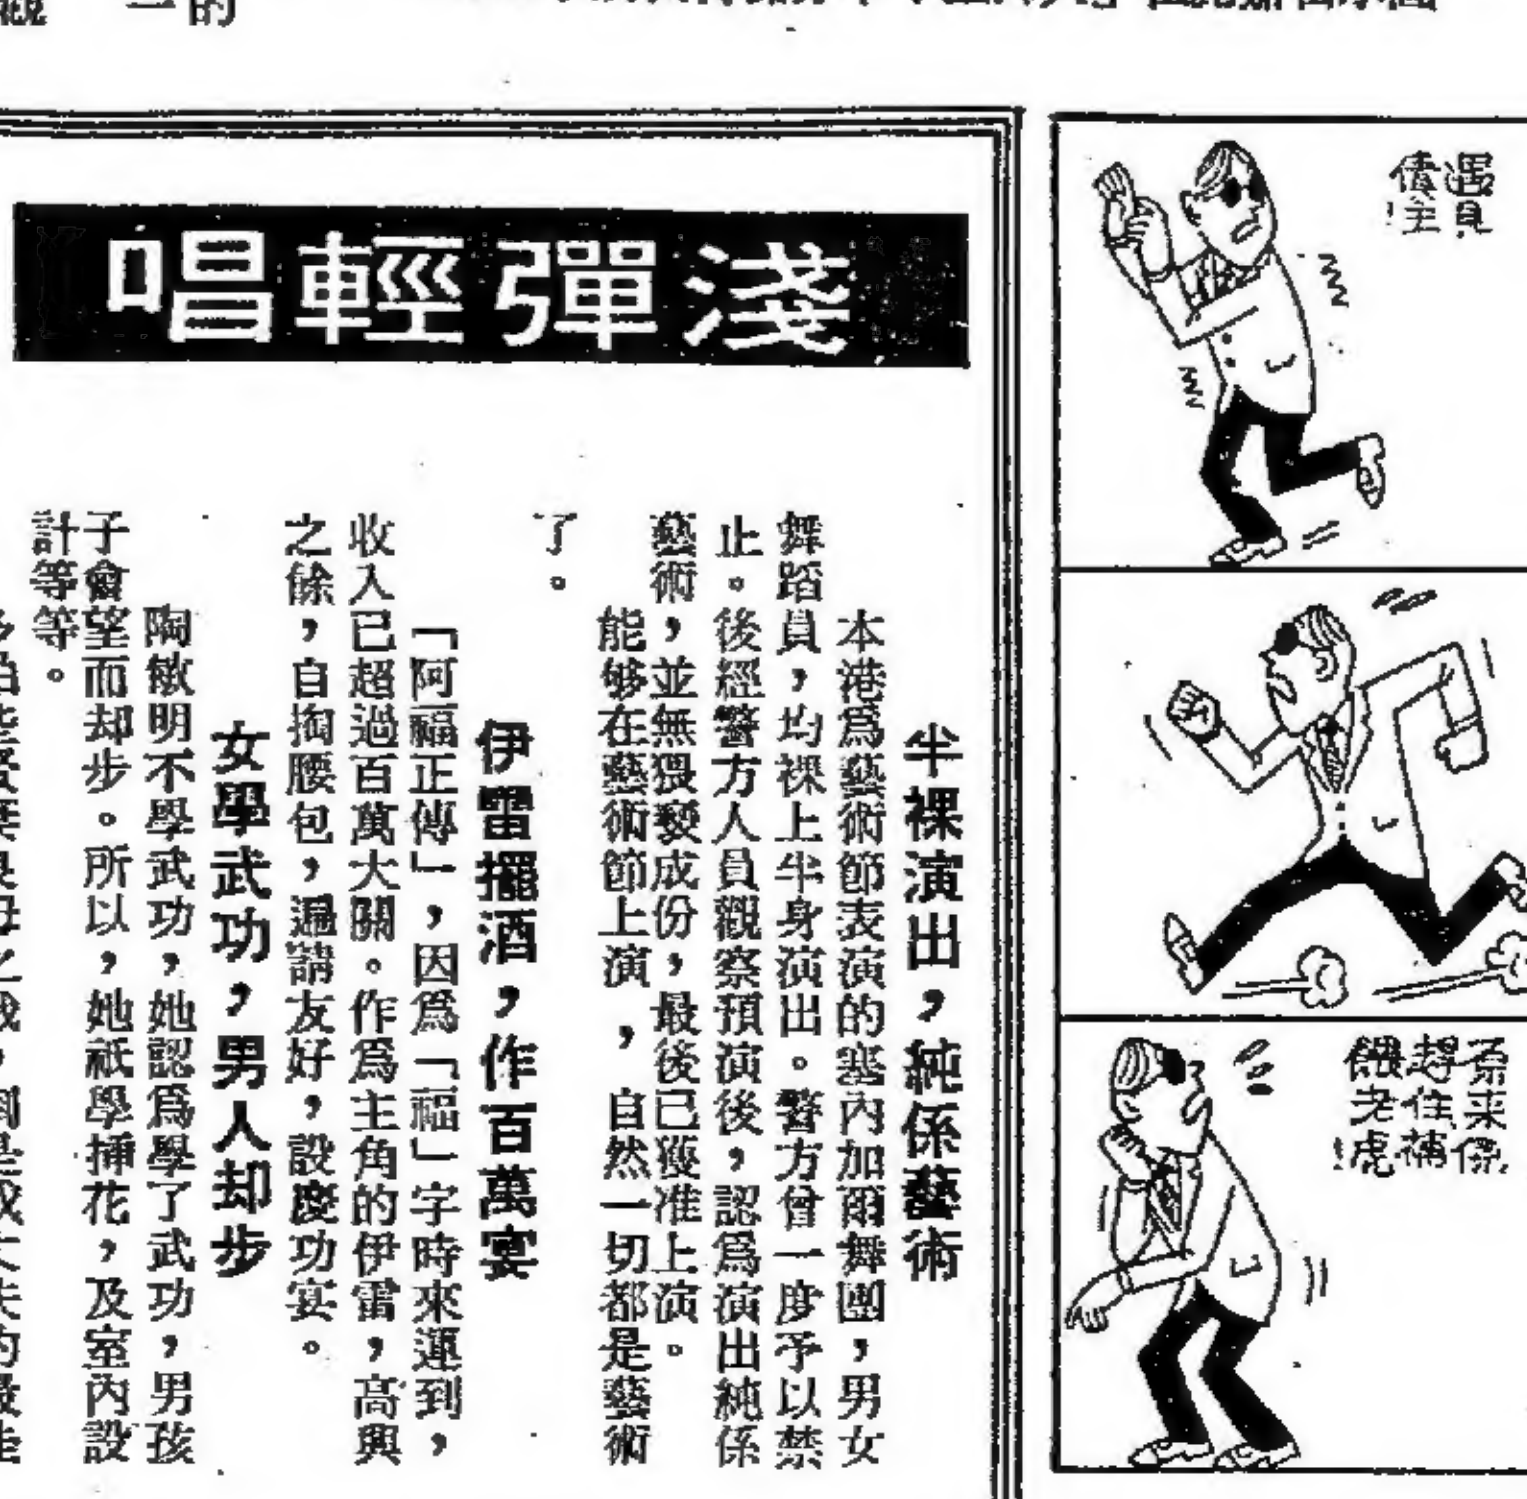 一的
淺彈輕唱
半裸演出，純係藝術
本港爲藝術節表演的塞內加爾舞團，男女
舞蹈員，均裸上半身演出。警方曾一度予以禁
止。後經警方人員觀察預演後，認爲演出純係
藝術，並無猥褻成份，最後已獲准上演。
能够在藝術節上演，自然一切都是藝術
了。
伊雷擺酒，作百萬宴
「阿福正傳」，因爲「福」字時來運到，
收入已超過百萬大關。作爲主角的伊雷，高興
之餘，自掏腰包，遍請友好，設慶功宴。
女學武功，男人却步
陶敏明不學武功，她認爲學了武功，男孩
子會望而却步。所以，她祇學揷花，及室內設
計等等。
遇見
債主！
原来係
趕住補
餵老虎！